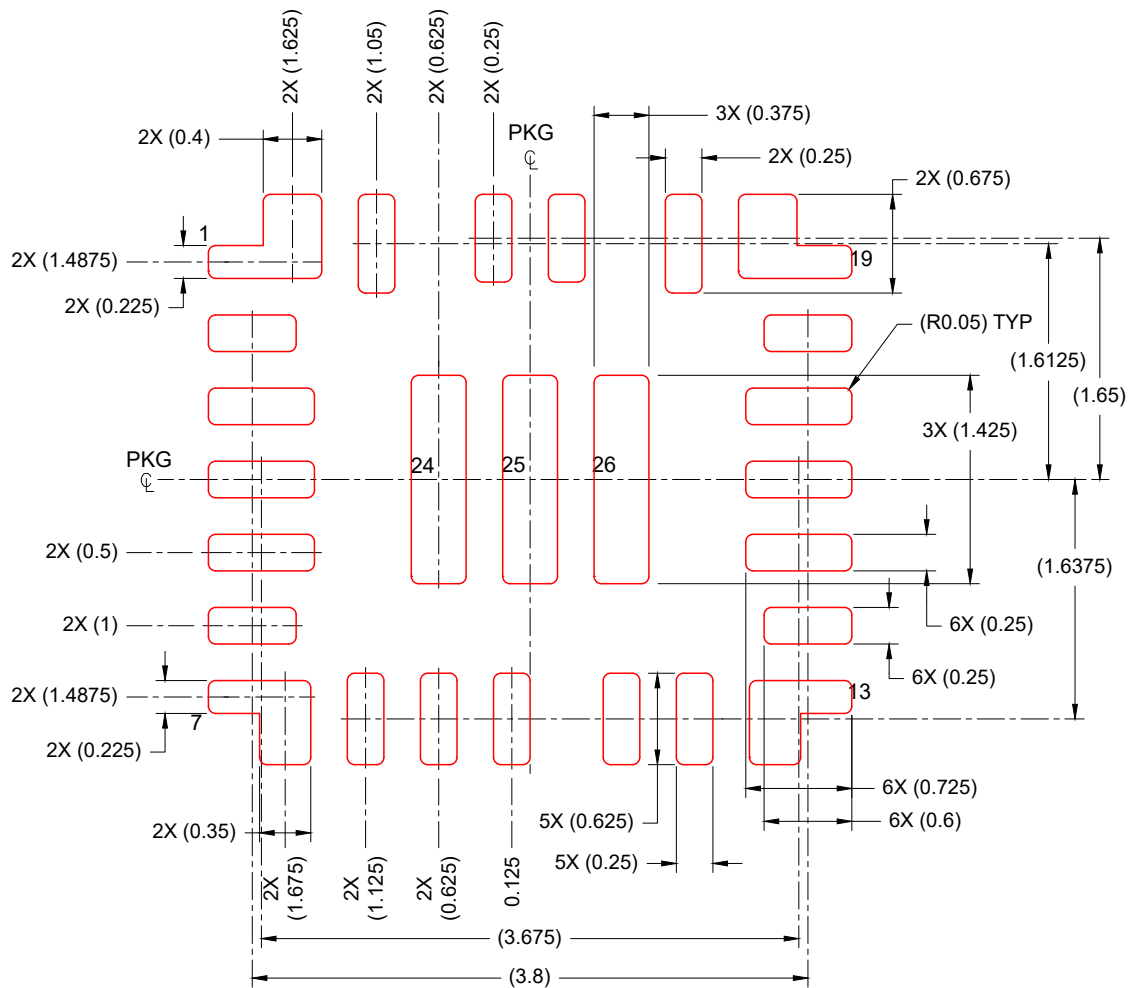 2X (1.625)
2X (1.05)
2X (0.625)
2X (0.25)
PKG
℄
3X (0.375)
2X (0.4)
2X (0.25)
2X (0.675)
1
19
2X (1.4875)
2X (0.225)
(R0.05) TYP
(1.6125)
(1.65)
3X (1.425)
PKG
℄
24
25
26
2X (0.5)
(1.6375)
2X (1)
6X (0.25)
6X (0.25)
2X (1.4875)
7
13
2X (0.225)
6X (0.725)
6X (0.6)
2X (0.35)
5X (0.625)
5X (0.25)
2X
(1.675)
2X
(1.125)
2X
(0.625)
0.125
(3.675)
(3.8)